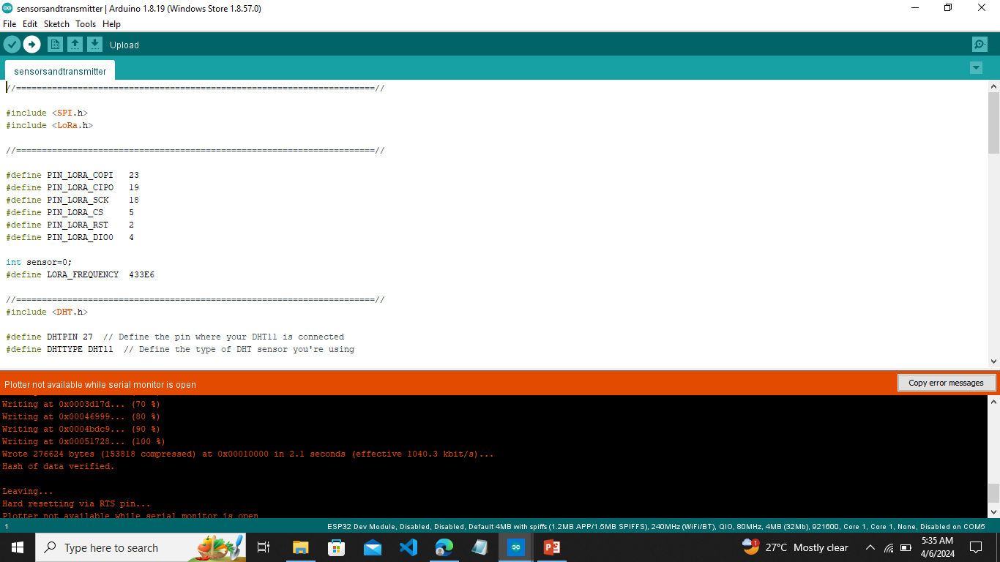 sensorsandtransmitter | Arduino 1.8.19 (Windows Store 1.8.57.0)
File Edit Sketch Tools Help
Upload
sensorsandtransmitter
//======================================================================//
#include <SPI.h>
#include <LoRa.h>
//======================================================================//
#define PIN_LORA_COPI   23
#define PIN_LORA_CIPO   19
#define PIN_LORA_SCK    18
#define PIN_LORA_CS     5
#define PIN_LORA_RST    2
#define PIN_LORA_DIO0   4
int sensor=0;
#define LORA_FREQUENCY  433E6
//======================================================================//
#include <DHT.h>
#define DHTPIN 27  // Define the pin where your DHT11 is connected
#define DHTTYPE DHT11  // Define the type of DHT sensor you're using
Plotter not available while serial monitor is open
Copy error messages
Writing at 0x0003d17d... (70 %)
Writing at 0x00046999... (80 %)
Writing at 0x0004bdc9... (90 %)
Writing at 0x00051728... (100 %)
Wrote 276624 bytes (153818 compressed) at 0x00010000 in 2.1 seconds (effective 1040.3 kbit/s)...
Hash of data verified.
Leaving...
Hard resetting via RTS pin...
Plotter not available while serial monitor is open
1
ESP32 Dev Module, Disabled, Disabled, Default 4MB with spiffs (1.2MB APP/1.5MB SPIFFS), 240MHz (WiFi/BT), QIO, 80MHz, 4MB (32Mb), 921600, Core 1, Core 1, None, Disabled on COM5
Type here to search
1
27°C Mostly clear
5:35 AM
4/6/2024